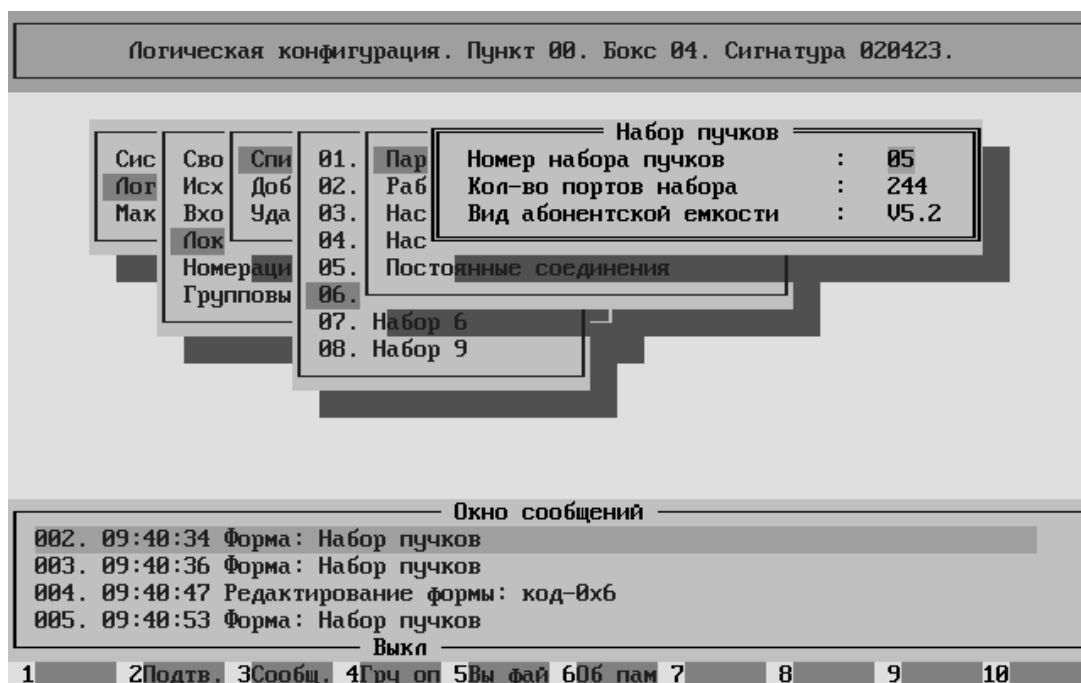 Логическая конфигурация. Пункт 00. Бокс 04. Сигнатура 020423.
Набор пучков
Сис Сво Спи 01. Пар Номер набора пучков : 05
Лог Исх Доб 02. Раб Кол-во портов набора : 244
Мак Вхо Уда 03. Нас Вид абонентской емкости : V5.2
Лок 04. Нас
Номераци 05. Постоянные соединения
Групповы 06.
07. Набор 6
08. Набор 9
Окно сообщений
002. 09:40:34 Форма: Набор пучков
003. 09:40:36 Форма: Набор пучков
004. 09:40:47 Редактирование формы: код-0x6
005. 09:40:53 Форма: Набор пучков
Выкл
1 2Подтв. 3Сообщ. 4Гру оп 5Вы фай 6Об пам 7 8 9 10